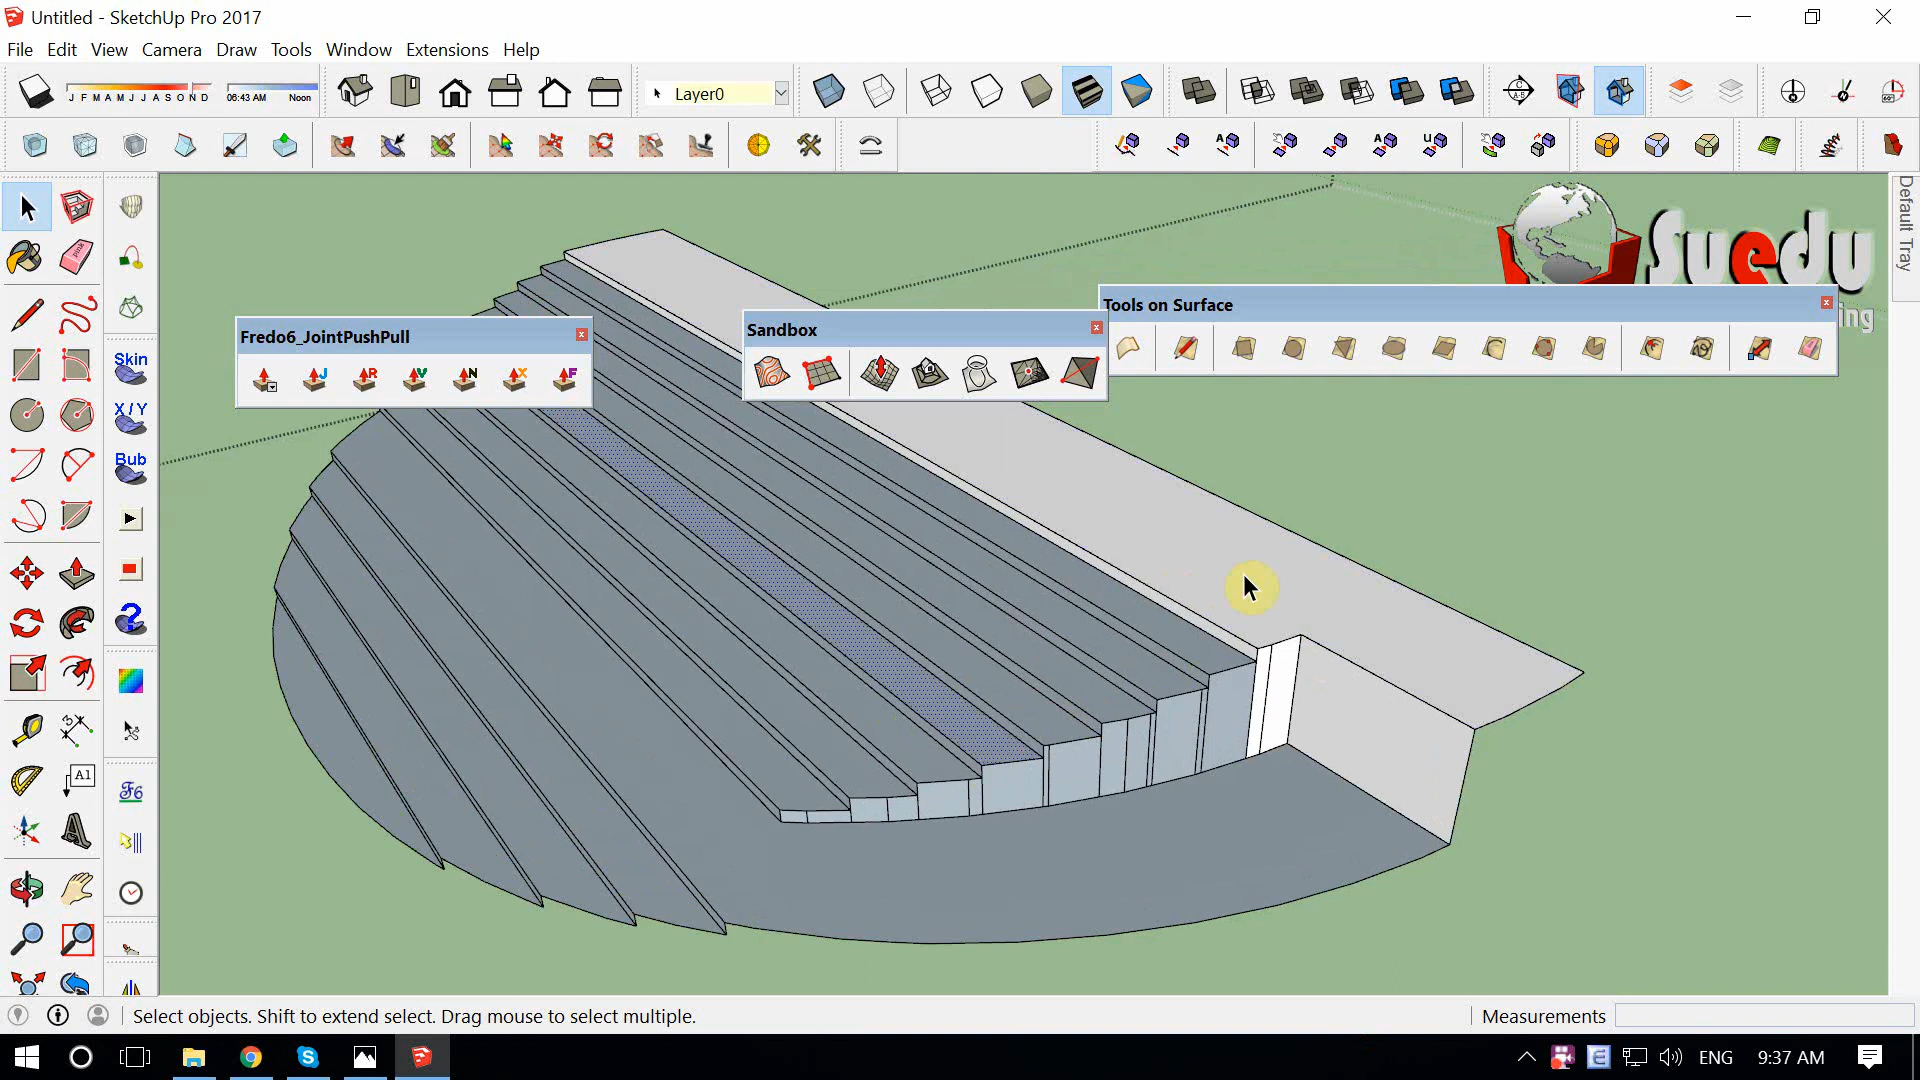 Untitled - SketchUp Pro 2017
File Edit View Camera Draw Tools Window Extensions Help
J F M A M J J A S O N D
06:43 AM Noon
Layer0
Default Tray
Suedu
ing
Tools on Surface
Sandbox
Fredo6_JointPushPull
J R V N X F
Skin
X/Y
Bub
A1
F6
Select objects. Shift to extend select. Drag mouse to select multiple.
Measurements
ENG
9:37 AM